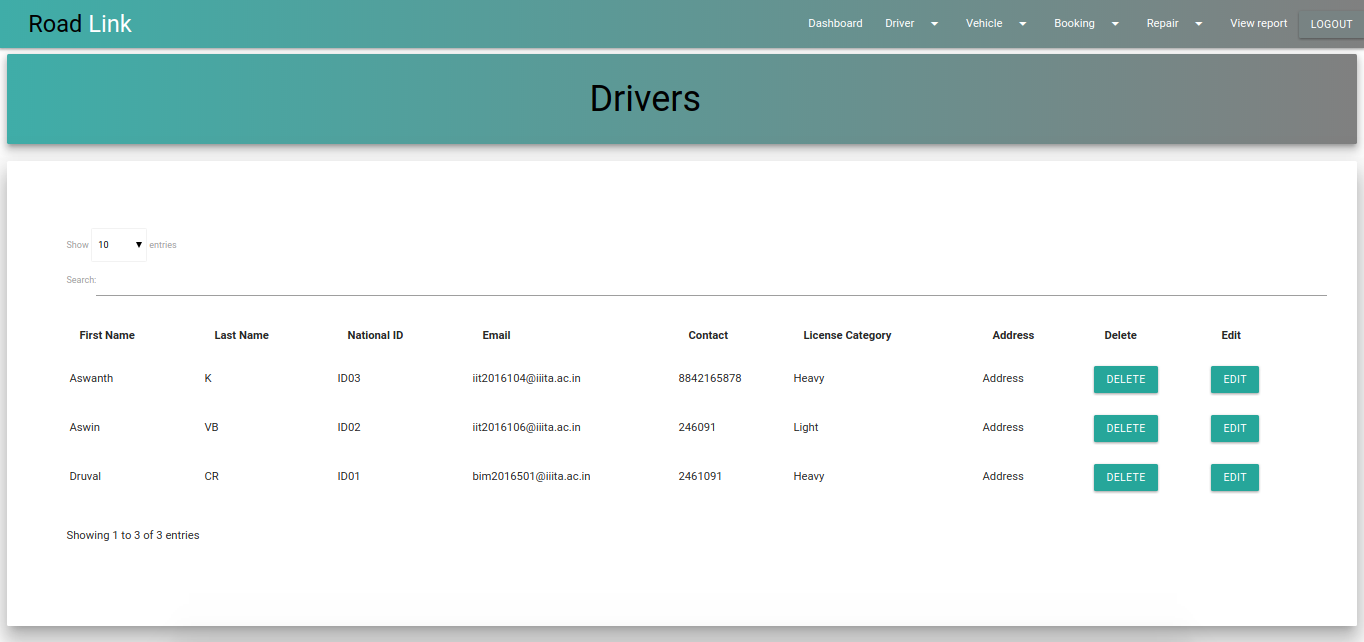 Road Link Dashboard Driver Vehicle Booking Repair View report LOGOUT
Drivers
Show 10 entries
Search:
First Name Last Name National ID Email Contact License Category Address Delete Edit
Aswanth K ID03 iit2016104@iiita.ac.in 8842165878 Heavy Address DELETE EDIT
Aswin VB ID02 iit2016106@iiita.ac.in 246091 Light Address DELETE EDIT
Druval CR ID01 bim2016501@iiita.ac.in 2461091 Heavy Address DELETE EDIT
Showing 1 to 3 of 3 entries